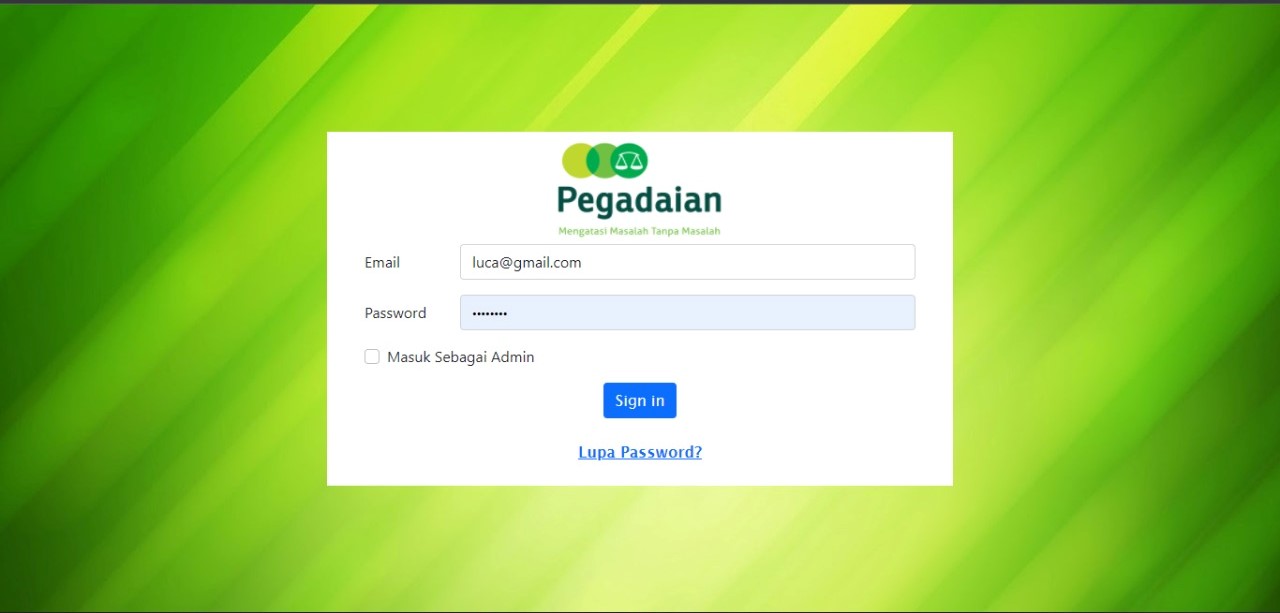 Pegadaian
Mengatasi Masalah Tanpa Masalah
Email luca@gmail.com
Password ••••••••
Masuk Sebagai Admin
Sign in
Lupa Password?